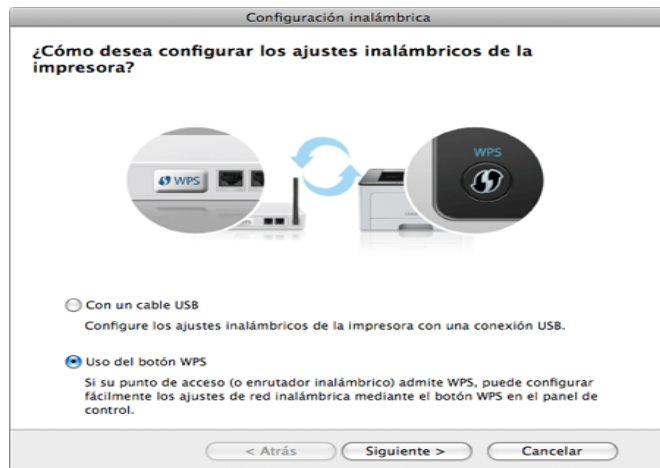 Configuración inalámbrica
¿Cómo desea configurar los ajustes inalámbricos de la
impresora?
WPS
WPS
Con un cable USB
Configure los ajustes inalámbricos de la impresora con una conexión USB.
Uso del botón WPS
Si su punto de acceso (o enrutador inalámbrico) admite WPS, puede configurar
fácilmente los ajustes de red inalámbrica mediante el botón WPS en el panel de
control.
< Atrás
Siguiente >
Cancelar